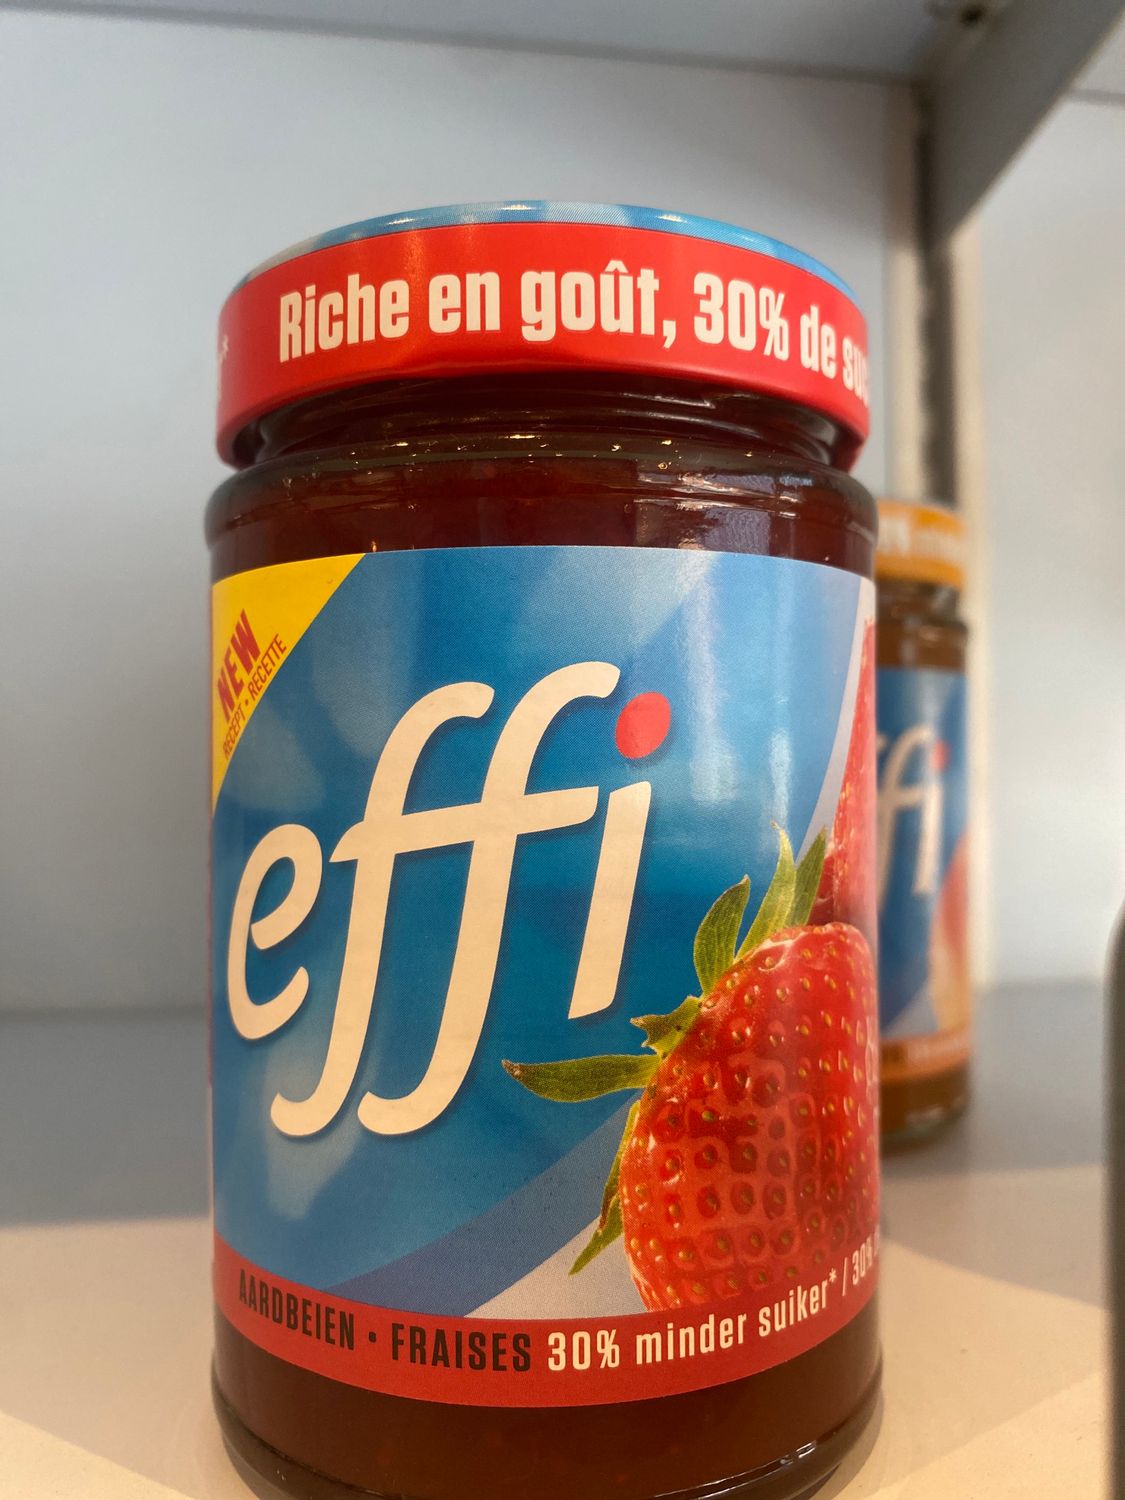 Riche en goût, 30% de
NEW
RECEPT • RECETTE
effi
AARDBEIEN • FRAISES 30% minder suiker* / 30%